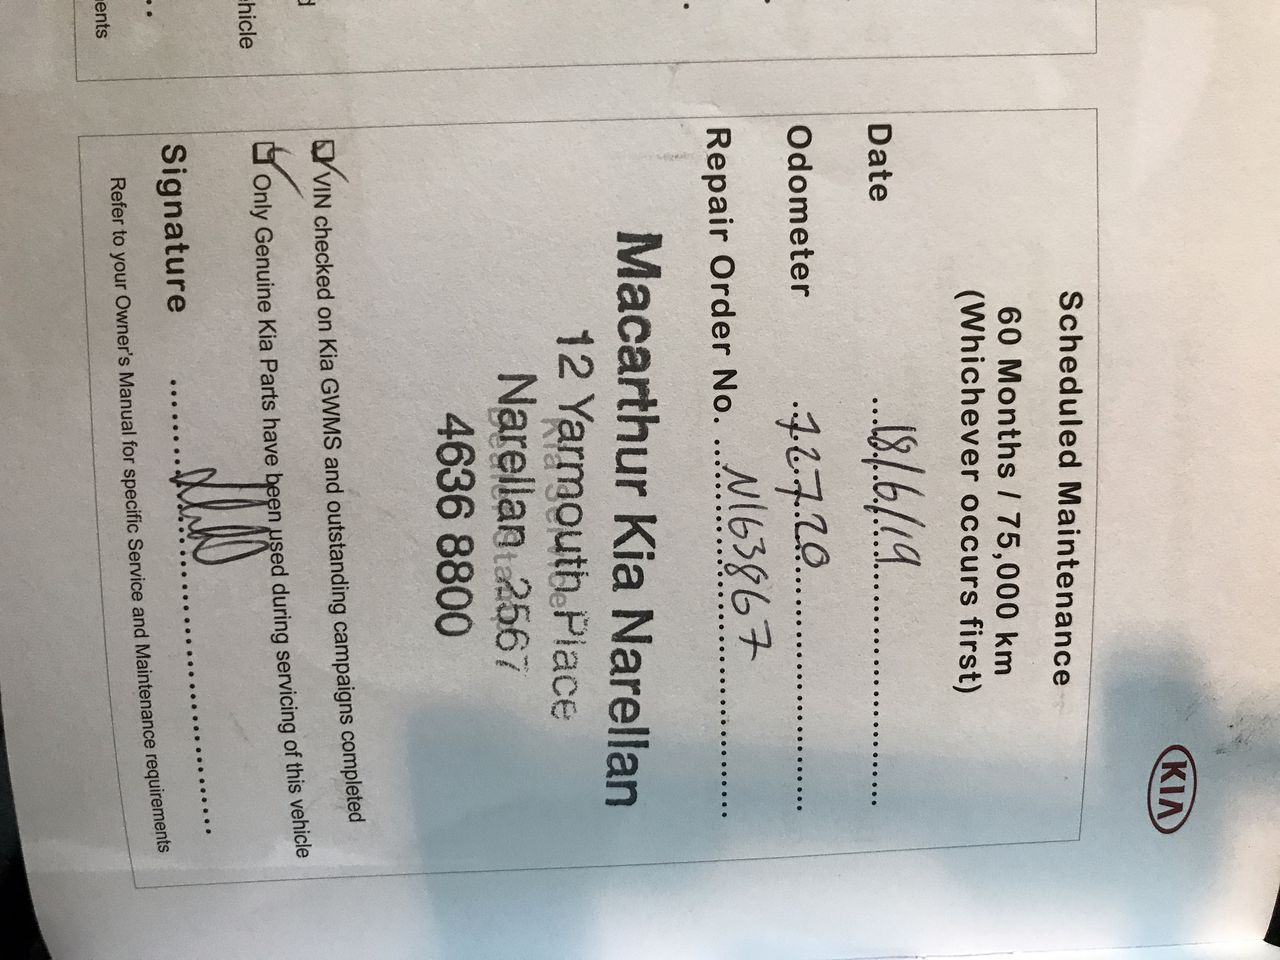 KIA
Scheduled Maintenance
60 Months / 75,000 km
(Whichever occurs first)
Date ...18/6/19...
Odometer ...72720...
Repair Order No. ...N163867...
Macarthur Kia Narellan
12 Yarmouth Place
Narellan 2567
4636 8800
VIN checked on Kia GWMS and outstanding campaigns completed
Only Genuine Kia Parts have been used during servicing of this vehicle
Signature ...
Refer to your Owner's Manual for specific Service and Maintenance requirements
hicle
ents